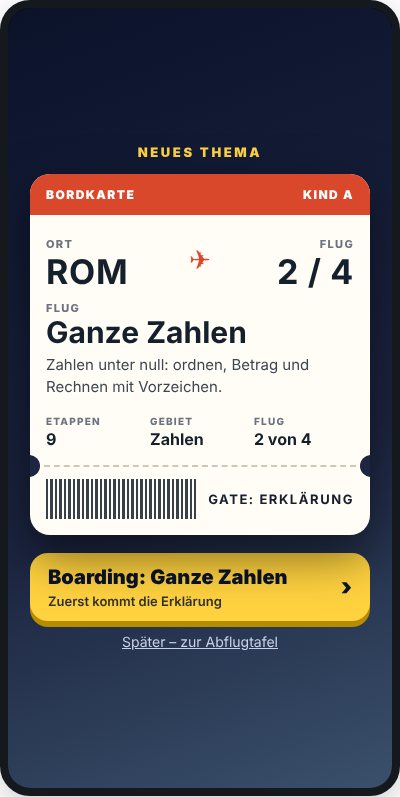 NEUES THEMA
BORDKARTE KIND A
ORT FLUG
ROM ✈ 2 / 4
FLUG
Ganze Zahlen
Zahlen unter null: ordnen, Betrag und
Rechnen mit Vorzeichen.
ETAPPEN GEBIET FLUG
9 Zahlen 2 von 4
GATE: ERKLÄRUNG
Boarding: Ganze Zahlen ›
Zuerst kommt die Erklärung
Später – zur Abflugtafel